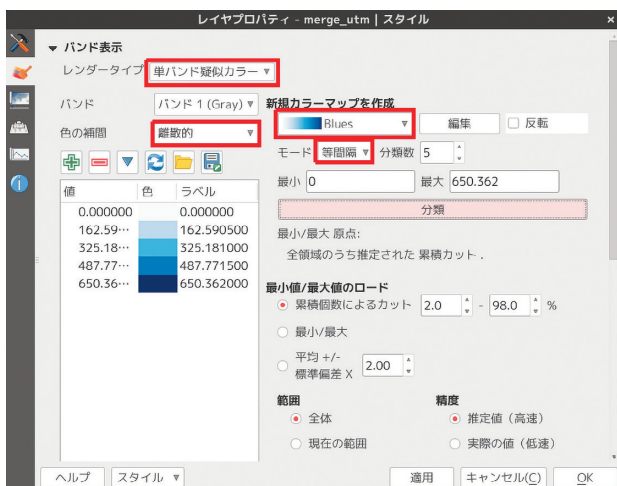 レイヤプロパティ - merge_utm | スタイル
バンド表示
レンダータイプ 単バンド疑似カラー
バンド バンド 1 (Gray)
色の補間 離散的
値 色 ラベル
0.000000 0.000000
162.59… 162.590500
325.18… 325.181000
487.77… 487.771500
650.36… 650.362000
新規カラーマップを作成
Blues 編集 反転
モード 等間隔 分類数 5
最小 0 最大 650.362
分類
最小/最大 原点:
全領域のうち推定された 累積カット .
最小値/最大値のロード
累積個数によるカット 2.0 - 98.0 %
最小/最大
平均 +/-
標準偏差 X 2.00
範囲 精度
全体 推定値（高速）
現在の範囲 実際の値（低速）
ヘルプ スタイル 適用 キャンセル(C) OK